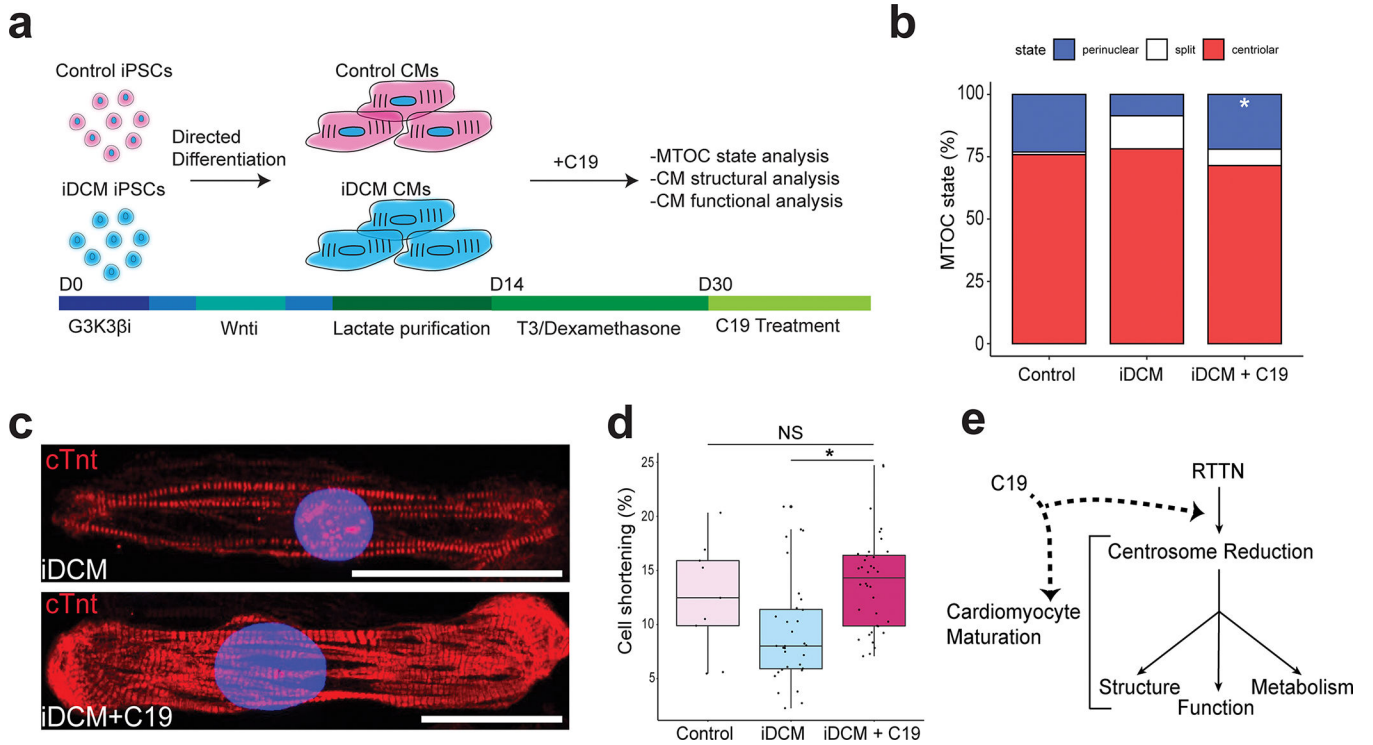 a
Control iPSCs
iDCM iPSCs
Directed
Differentiation
Control CMs
iDCM CMs
+C19
-MTOC state analysis
-CM structural analysis
-CM functional analysis
D0
D14
D30
G3K3βi
Wnti
Lactate purification
T3/Dexamethasone
C19 Treatment
b
state
perinuclear
split
centriolar
MTOC state (%)
100
75
50
25
0
*
Control
iDCM
iDCM + C19
c
cTnt
iDCM
cTnt
iDCM+C19
d
NS
*
Cell shortening (%)
25
20
15
10
5
Control
iDCM
iDCM + C19
e
C19
RTTN
Centrosome Reduction
Cardiomyocyte
Maturation
Structure
Function
Metabolism